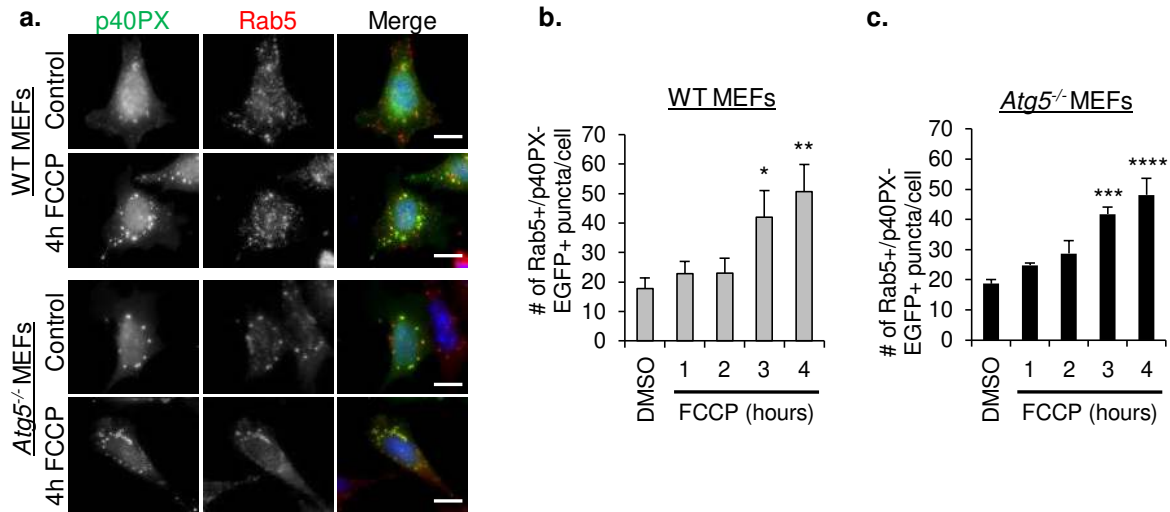 a.
p40PX Rab5 Merge
WT MEFs
Control
4h FCCP
Atg5-/- MEFs
Control
4h FCCP
b.
WT MEFs
# of Rab5+/p40PX-
EGFP+ puncta/cell
70
60
50
40
30
20
10
0
*
**
DMSO 1 2 3 4
FCCP (hours)
c.
Atg5-/- MEFs
# of Rab5+/p40PX-
EGFP+ puncta/cell
70
60
50
40
30
20
10
0
***
****
DMSO 1 2 3 4
FCCP (hours)